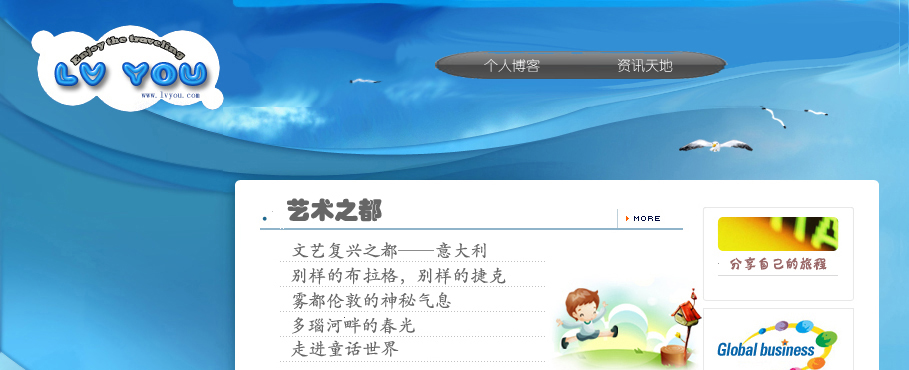 Enjoy the traveling
LV YOU
www.lvyou.com
个人博客
资讯天地
艺术之都
MORE
文艺复兴之都——意大利
别样的布拉格，别样的捷克
雾都伦敦的神秘气息
多瑙河畔的春光
走进童话世界
分享自己的旅程
Global business